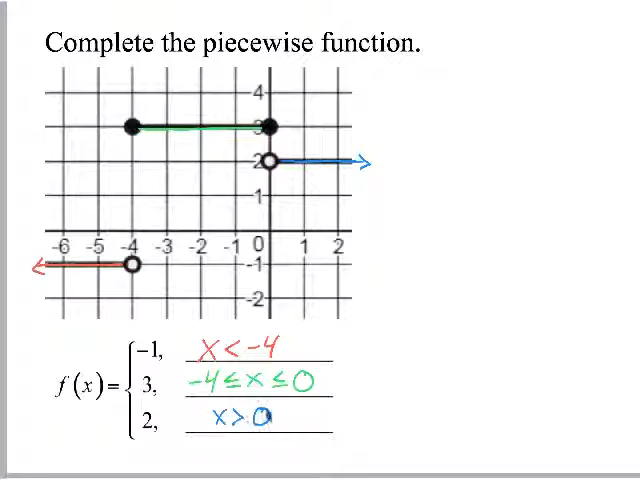 Complete the piecewise function.
4
3
2
1
-6 -5 -4 -3 -2 -1 0 1 2
-1
-2
f(x)= { -1, x < -4
3, -4 ≤ x ≤ 0
2, x > 0